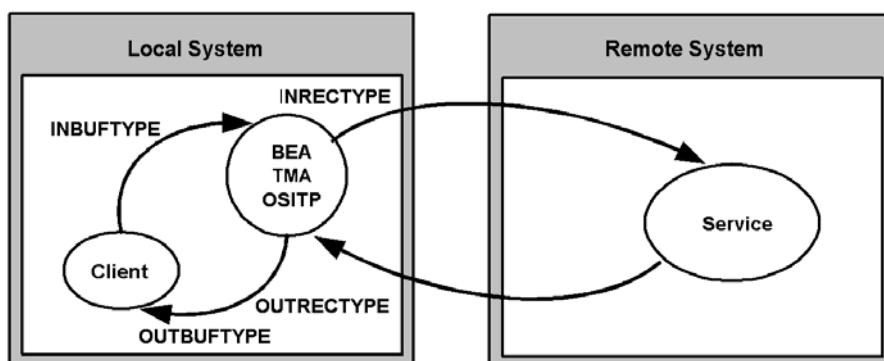 Local System
Remote System
INRECTYPE
INBUFTYPE
BEA
TMA
OSITP
Service
Client
OUTRECTYPE
OUTBUFTYPE